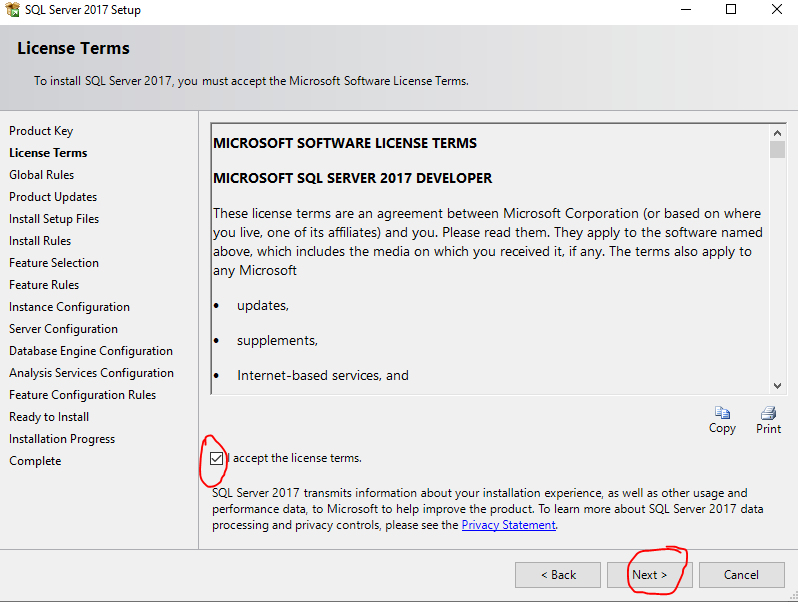 SQL Server 2017 Setup
License Terms
To install SQL Server 2017, you must accept the Microsoft Software License Terms.
Product Key
License Terms
Global Rules
Product Updates
Install Setup Files
Install Rules
Feature Selection
Feature Rules
Instance Configuration
Server Configuration
Database Engine Configuration
Analysis Services Configuration
Feature Configuration Rules
Ready to Install
Installation Progress
Complete
MICROSOFT SOFTWARE LICENSE TERMS
MICROSOFT SQL SERVER 2017 DEVELOPER
These license terms are an agreement between Microsoft Corporation (or based on where
you live, one of its affiliates) and you. Please read them. They apply to the software named
above, which includes the media on which you received it, if any. The terms also apply to
any Microsoft
• updates,
• supplements,
• Internet-based services, and
Copy
Print
I accept the license terms.
SQL Server 2017 transmits information about your installation experience, as well as other usage and
performance data, to Microsoft to help improve the product. To learn more about SQL Server 2017 data
processing and privacy controls, please see the Privacy Statement.
< Back
Next >
Cancel